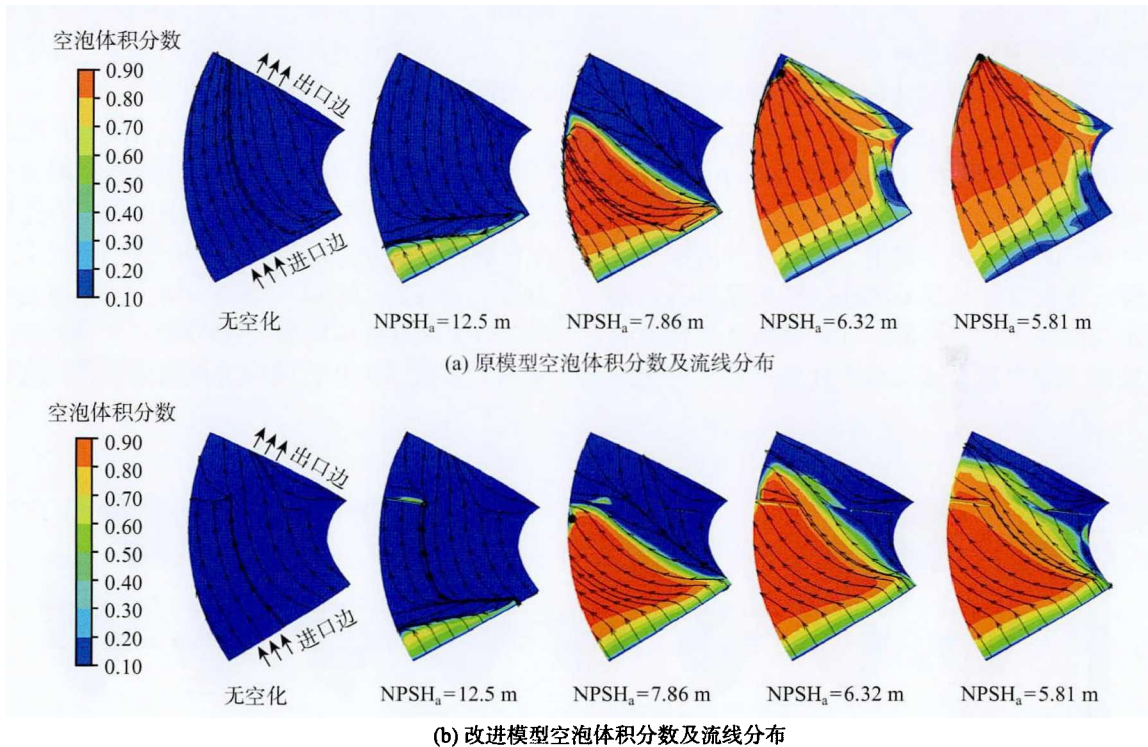 空泡体积分数
0.90
0.80
0.70
0.60
0.50
0.40
0.30
0.20
0.10
出口边
进口边
无空化
NPSHₐ=12.5 m
NPSHₐ=7.86 m
NPSHₐ=6.32 m
NPSHₐ=5.81 m
(a) 原模型空泡体积分数及流线分布
空泡体积分数
0.90
0.80
0.70
0.60
0.50
0.40
0.30
0.20
0.10
出口边
进口边
无空化
NPSHₐ=12.5 m
NPSHₐ=7.86 m
NPSHₐ=6.32 m
NPSHₐ=5.81 m
(b) 改进模型空泡体积分数及流线分布